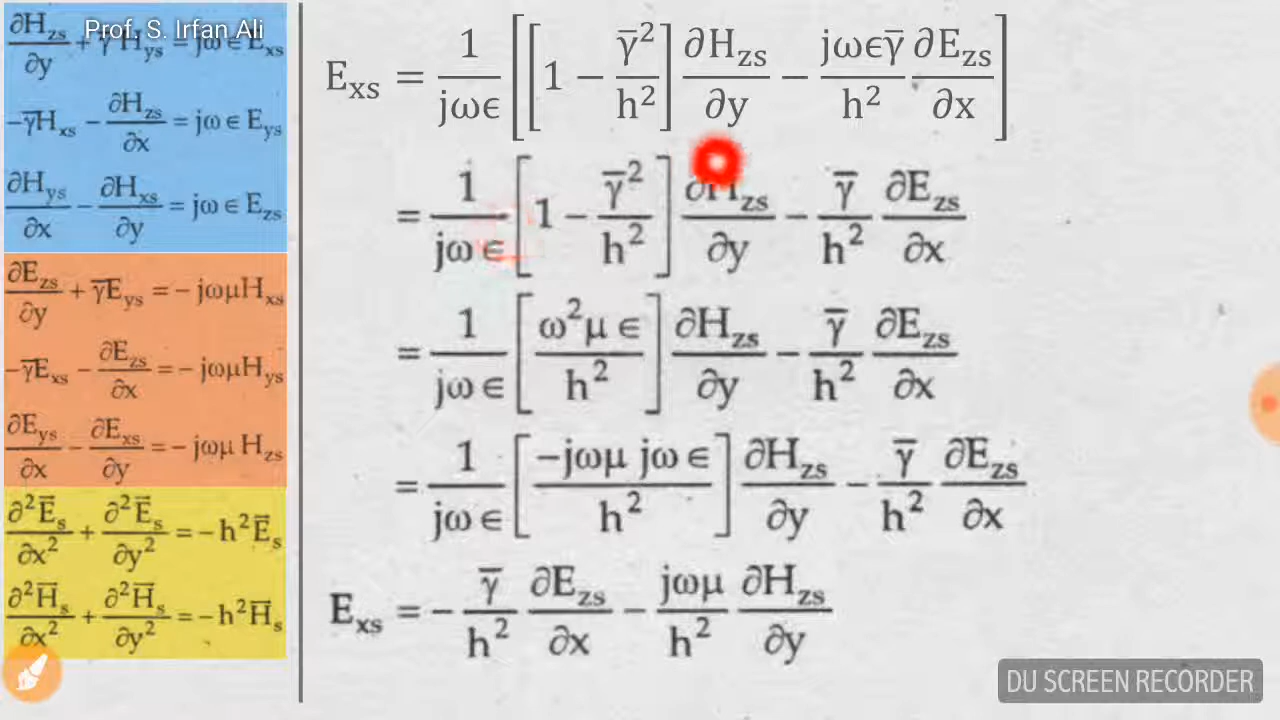 Prof. S. Irfan Ali
∂H_zs/∂y + γ̄ H_ys = jω∈ E_xs
−γ̄H_xs − ∂H_zs/∂x = jω∈ E_ys
∂H_ys/∂x − ∂H_xs/∂y = jω∈ E_zs
∂E_zs/∂y + γ̄E_ys = − jωμH_xs
−γ̄E_xs − ∂E_zs/∂x = − jωμH_ys
∂E_ys/∂x − ∂E_xs/∂y = − jωμ H_zs
∂²Ē_s/∂x² + ∂²Ē_s/∂y² = − h²Ē_s
∂²H̄_s/∂x² + ∂²H̄_s/∂y² = − h²H̄_s
E_xs = 1/jωϵ [[1 − γ̄²/h²] ∂H_zs/∂y − jωϵγ̄/h² ∂E_zs/∂x]
= 1/jω∈ [1 − γ̄²/h²] ∂H_zs/∂y − γ̄/h² ∂E_zs/∂x
= 1/jω∈ [ω²μ∈/h²] ∂H_zs/∂y − γ̄/h² ∂E_zs/∂x
= 1/jω∈ [−jωμ jω∈/h²] ∂H_zs/∂y − γ̄/h² ∂E_zs/∂x
E_xs = − γ̄/h² ∂E_zs/∂x − jωμ/h² ∂H_zs/∂y
DU SCREEN RECORDER